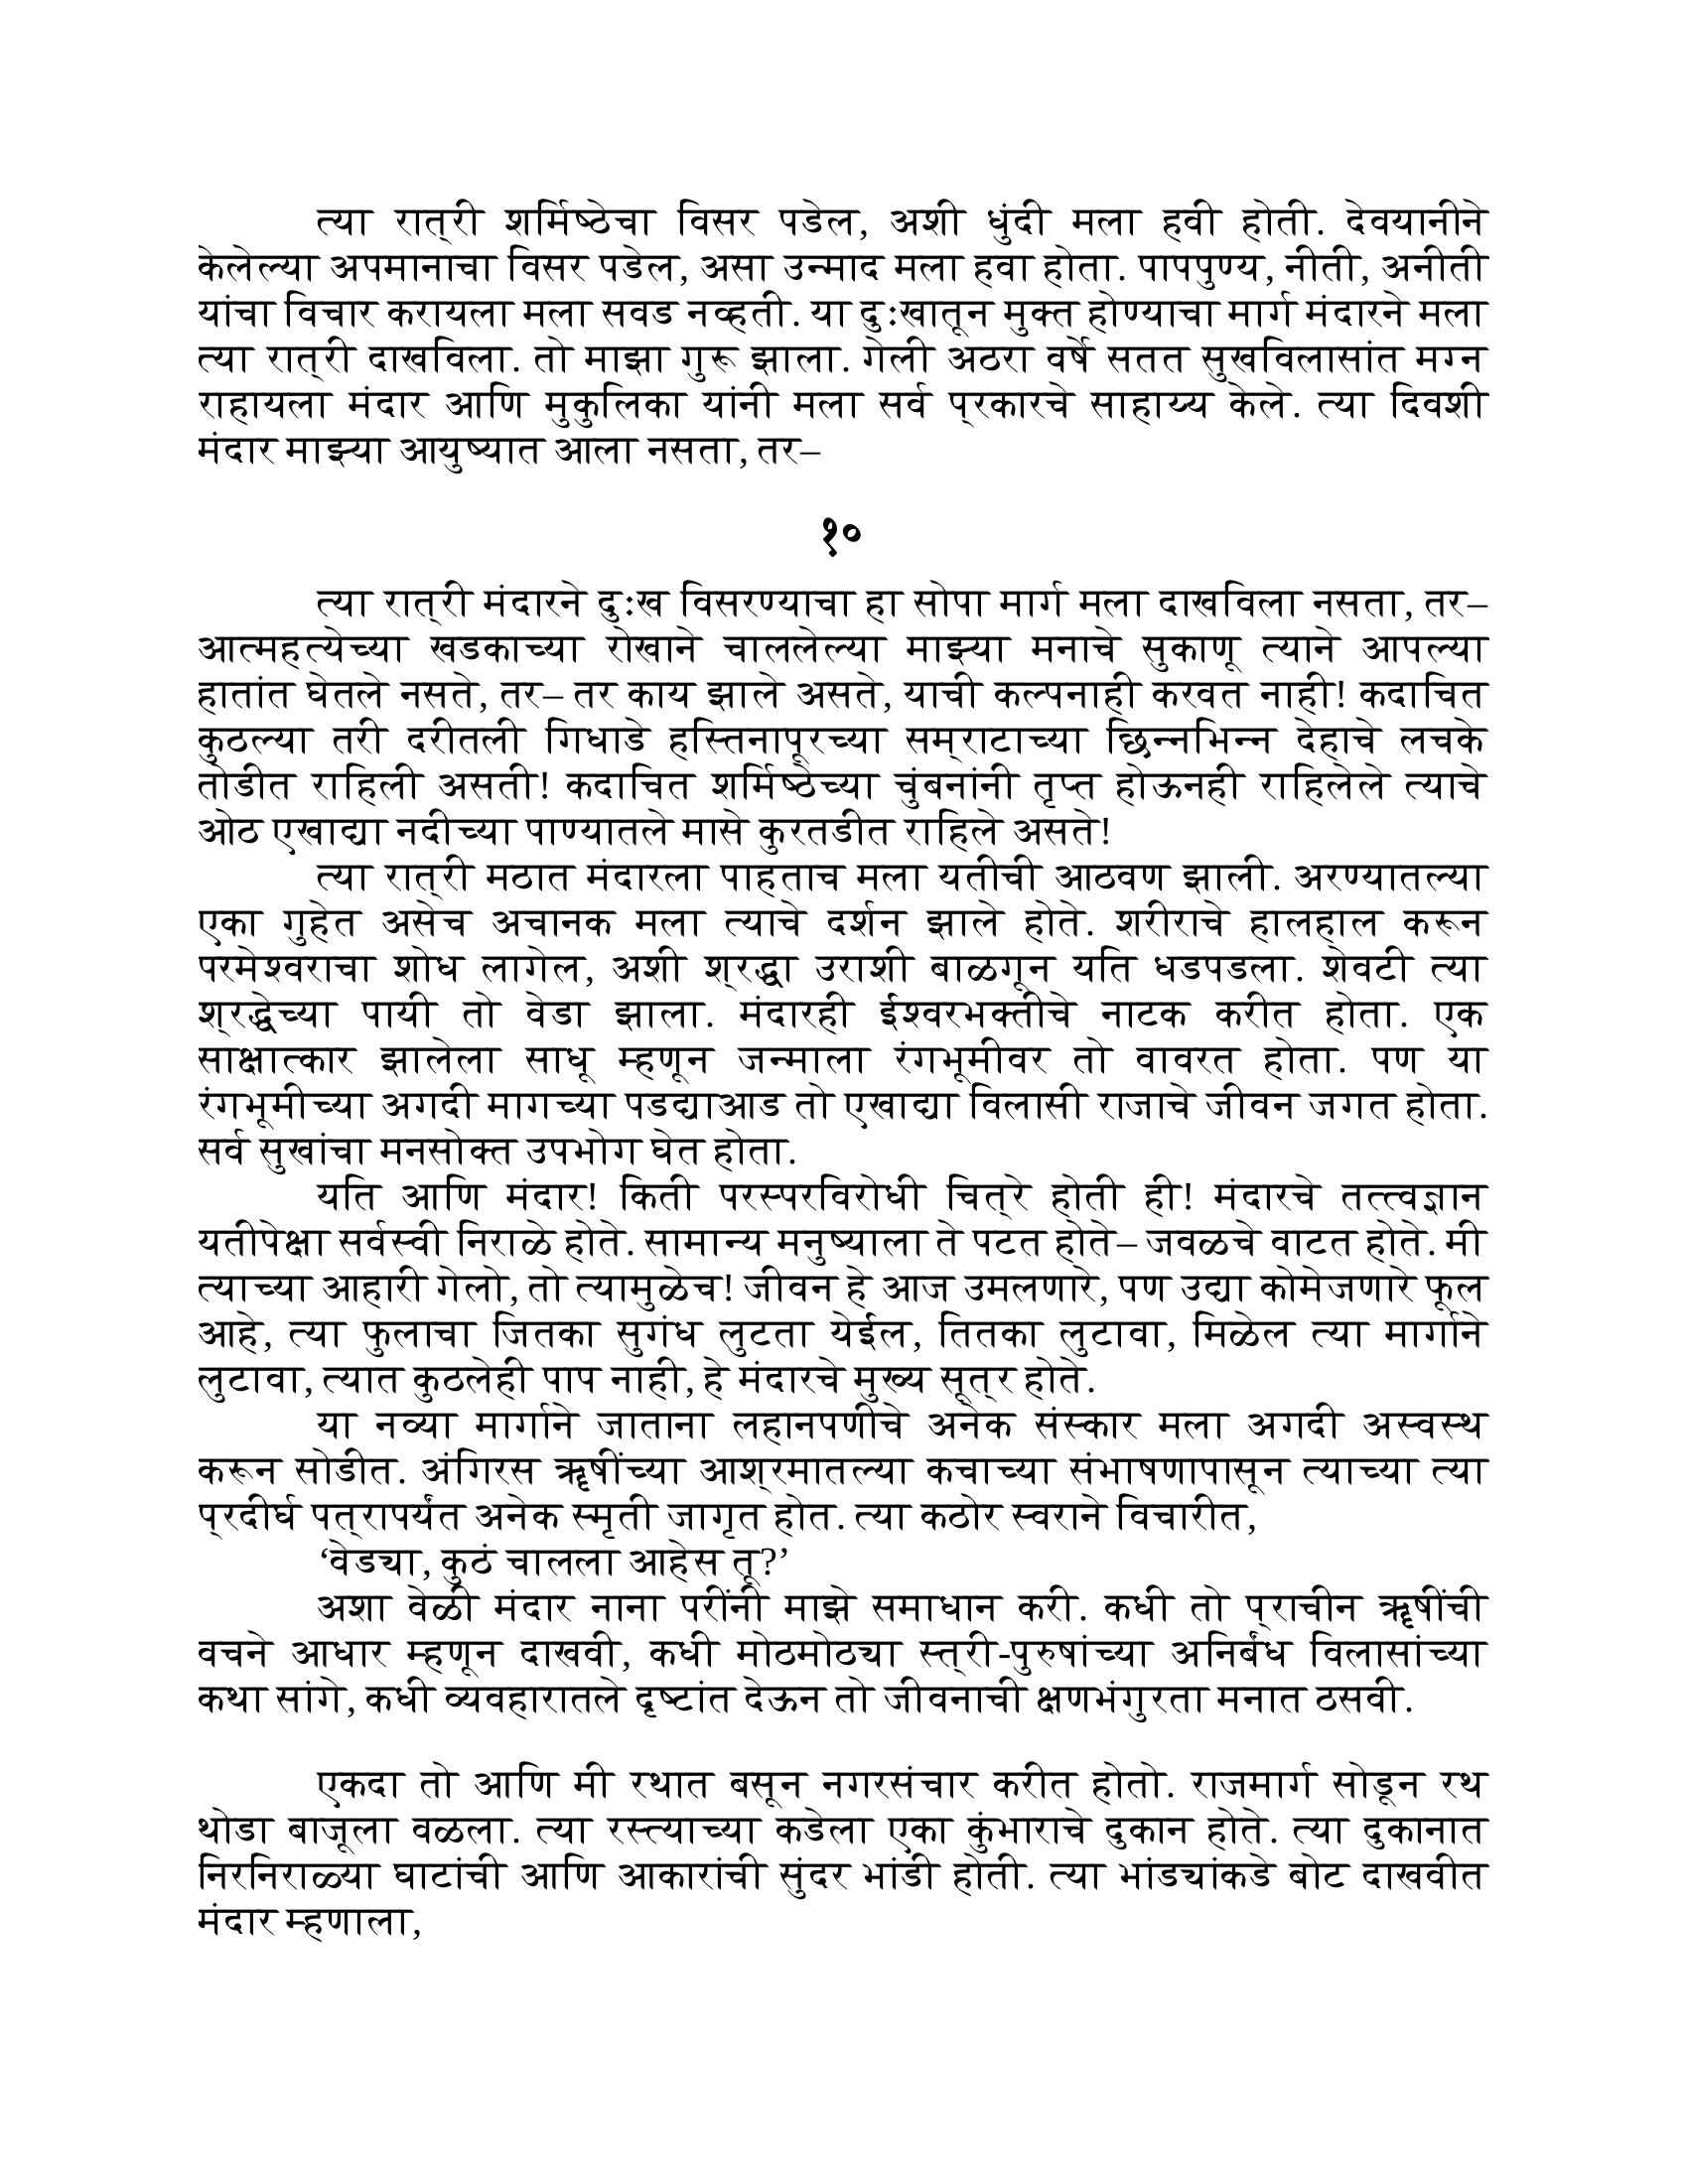 त्या रात्री शर्मिष्ठेचा विसर पडेल, अशी धुंदी मला हवी होती. देवयानीने
केलेल्या अपमानाचा विसर पडेल, असा उन्माद मला हवा होता. पापपुण्य, नीती, अनीती
यांचा विचार करायला मला सवड नव्हती. या दुःखातून मुक्त होण्याचा मार्ग मंदारने मला
त्या रात्री दाखविला. तो माझा गुरू झाला. गेली अठरा वर्षे सतत सुखविलासांत मग्न
राहायला मंदार आणि मुकुलिका यांनी मला सर्व प्रकारचे साहाय्य केले. त्या दिवशी
मंदार माझ्या आयुष्यात आला नसता, तर–
१०
त्या रात्री मंदारने दुःख विसरण्याचा हा सोपा मार्ग मला दाखविला नसता, तर–
आत्महत्येच्या खडकाच्या रोखाने चाललेल्या माझ्या मनाचे सुकाणू त्याने आपल्या
हातांत घेतले नसते, तर– तर काय झाले असते, याची कल्पनाही करवत नाही! कदाचित
कुठल्या तरी दरीतली गिधाडे हस्तिनापूरच्या सम्राटाच्या छिन्नभिन्न देहाचे लचके
तोडीत राहिली असती! कदाचित शर्मिष्ठेच्या चुंबनांनी तृप्त होऊनही राहिलेले त्याचे
ओठ एखाद्या नदीच्या पाण्यातले मासे कुरतडीत राहिले असते!
त्या रात्री मठात मंदारला पाहताच मला यतीची आठवण झाली. अरण्यातल्या
एका गुहेत असेच अचानक मला त्याचे दर्शन झाले होते. शरीराचे हालहाल करून
परमेश्वराचा शोध लागेल, अशी श्रद्धा उराशी बाळगून यति धडपडला. शेवटी त्या
श्रद्धेच्या पायी तो वेडा झाला. मंदारही ईश्वरभक्तीचे नाटक करीत होता. एक
साक्षात्कार झालेला साधू म्हणून जन्माला रंगभूमीवर तो वावरत होता. पण या
रंगभूमीच्या अगदी मागच्या पडद्याआड तो एखाद्या विलासी राजाचे जीवन जगत होता.
सर्व सुखांचा मनसोक्त उपभोग घेत होता.
यति आणि मंदार! किती परस्परविरोधी चित्रे होती ही! मंदारचे तत्त्वज्ञान
यतीपेक्षा सर्वस्वी निराळे होते. सामान्य मनुष्याला ते पटत होते– जवळचे वाटत होते. मी
त्याच्या आहारी गेलो, तो त्यामुळेच! जीवन हे आज उमलणारे, पण उद्या कोमेजणारे फूल
आहे, त्या फुलाचा जितका सुगंध लुटता येईल, तितका लुटावा, मिळेल त्या मार्गाने
लुटावा, त्यात कुठलेही पाप नाही, हे मंदारचे मुख्य सूत्र होते.
या नव्या मार्गाने जाताना लहानपणीचे अनेक संस्कार मला अगदी अस्वस्थ
करून सोडीत. अंगिरस ॠषींच्या आश्रमातल्या कचाच्या संभाषणापासून त्याच्या त्या
प्रदीर्घ पत्रापर्यंत अनेक स्मृती जागृत होत. त्या कठोर स्वराने विचारीत,
‘वेड्या, कुठं चालला आहेस तू?’
अशा वेळी मंदार नाना परींनी माझे समाधान करी. कधी तो प्राचीन ॠषींची
वचने आधार म्हणून दाखवी, कधी मोठमोठ्या स्त्री-पुरुषांच्या अनिर्बंध विलासांच्या
कथा सांगे, कधी व्यवहारातले दृष्टांत देऊन तो जीवनाची क्षणभंगुरता मनात ठसवी.
एकदा तो आणि मी रथात बसून नगरसंचार करीत होतो. राजमार्ग सोडून रथ
थोडा बाजूला वळला. त्या रस्त्याच्या कडेला एका कुंभाराचे दुकान होते. त्या दुकानात
निरनिराळ्या घाटांची आणि आकारांची सुंदर भांडी होती. त्या भांड्यांकडे बोट दाखवीत
मंदार म्हणाला,